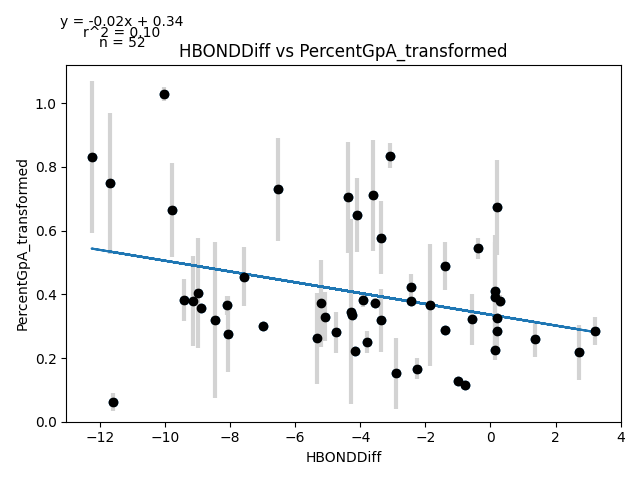 y = -0.02x + 0.34
r^2 = 0.10
n = 52
HBONDDiff vs PercentGpA_transformed
PercentGpA_transformed
1.0
0.8
0.6
0.4
0.2
0.0
−12 −10 −8 −6 −4 −2 0 2 4
HBONDDiff